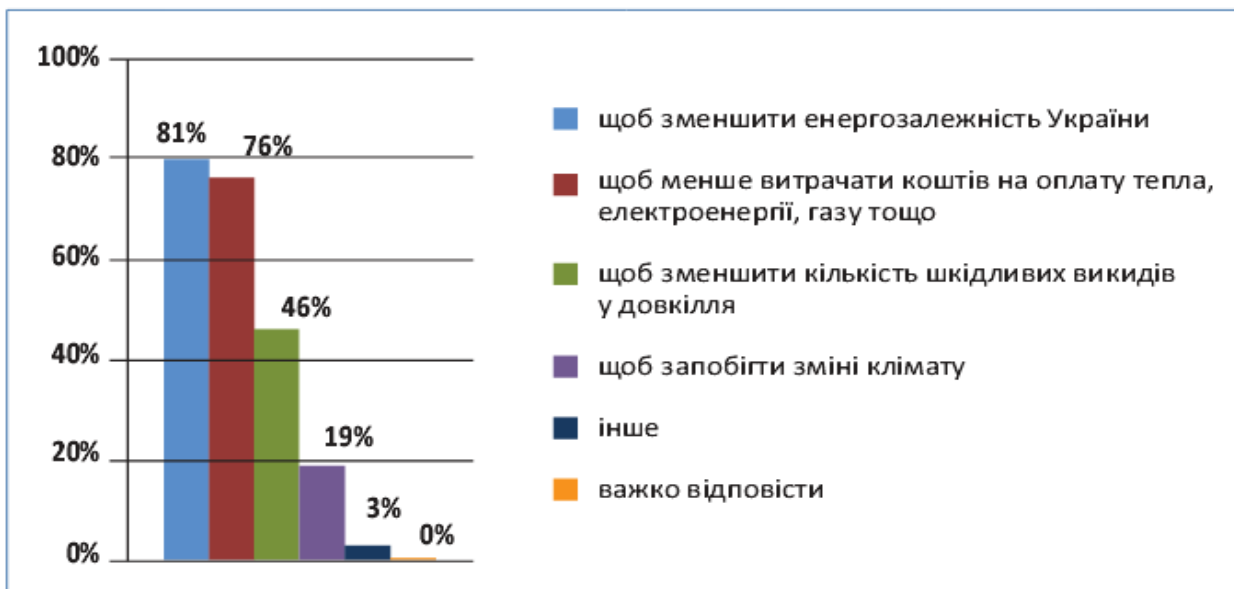 100%
80%
60%
40%
20%
0%
81%
76%
46%
19%
3%
0%
щоб зменшити енергозалежність України
щоб менше витрачати коштів на оплату тепла,
електроенергії, газу тощо
щоб зменшити кількість шкідливих викидів
у довкілля
щоб запобігти зміні клімату
інше
важко відповісти